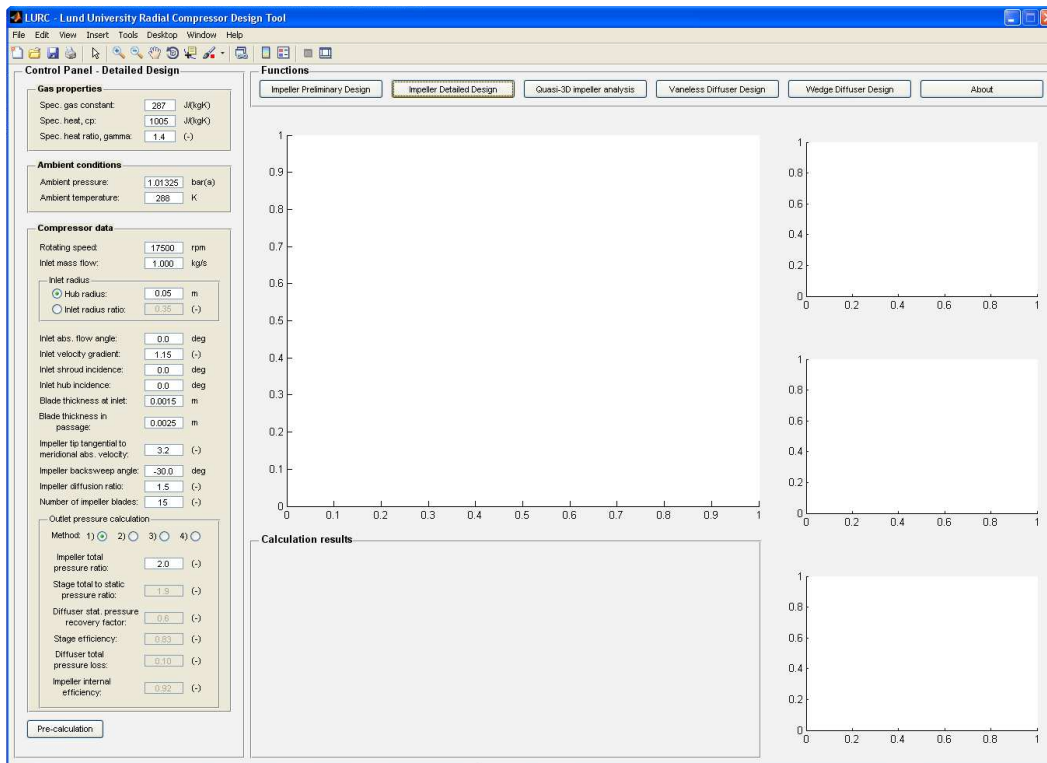 LURC - Lund University Radial Compressor Design Tool
File Edit View Insert Tools Desktop Window Help
Control Panel - Detailed Design
Gas properties
Spec. gas constant: 287 J/(kgK)
Spec. heat, cp: 1005 J/(kgK)
Spec. heat ratio, gamma: 1.4 (-)
Ambient conditions
Ambient pressure: 1.01325 bar(a)
Ambient temperature: 288 K
Compressor data
Rotating speed: 17500 rpm
Inlet mass flow: 1.000 kg/s
Inlet radius
Hub radius: 0.05 m
Inlet radius ratio: 0.35 (-)
Inlet abs. flow angle: 0.0 deg
Inlet velocity gradient: 1.15 (-)
Inlet shroud incidence: 0.0 deg
Inlet hub incidence: 0.0 deg
Blade thickness at inlet: 0.0015 m
Blade thickness in
passage: 0.0025 m
Impeller tip tangential to
meridional abs. velocity: 3.2 (-)
Impeller backsweep angle: -30.0 deg
Impeller diffusion ratio: 1.5 (-)
Number of impeller blades: 15 (-)
Outlet pressure calculation
Method: 1) 2) 3) 4)
Impeller total
pressure ratio: 2.0 (-)
Stage total to static
pressure ratio: 1.9 (-)
Diffuser stat. pressure
recovery factor: 0.6 (-)
Stage efficiency: 0.83 (-)
Diffuser total
pressure loss: 0.10 (-)
Impeller internal
efficiency: 0.92 (-)
Pre-calculation
Functions
Impeller Preliminary Design Impeller Detailed Design Quasi-3D impeller analysis Vaneless Diffuser Design Wedge Diffuser Design About
1
0.9
0.8
0.7
0.6
0.5
0.4
0.3
0.2
0.1
0
0 0.1 0.2 0.3 0.4 0.5 0.6 0.7 0.8 0.9 1
1
0.8
0.6
0.4
0.2
0
0 0.2 0.4 0.6 0.8 1
1
0.8
0.6
0.4
0.2
0
0 0.2 0.4 0.6 0.8 1
1
0.8
0.6
0.4
0.2
0
0 0.2 0.4 0.6 0.8 1
Calculation results